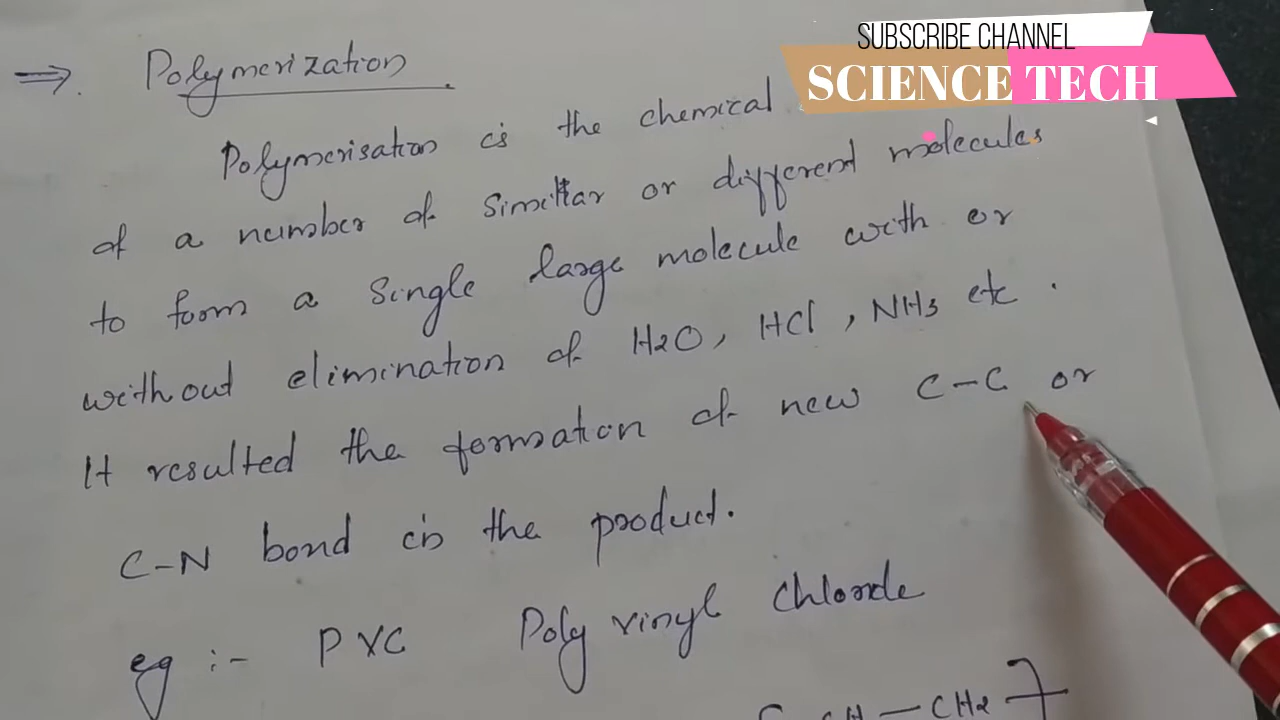 SUBSCRIBE CHANNEL
SCIENCE TECH
⇒. Polymerization.
Polymerisation is the chemical
of a number of similar or different molecules
to form a single large molecule with or
without elimination of H2O, HCl, NH3 etc.
It resulted the formation of new C-C or
C-N bond in the product.
eg :- PVC Poly vinyl chloride
CH — CH2